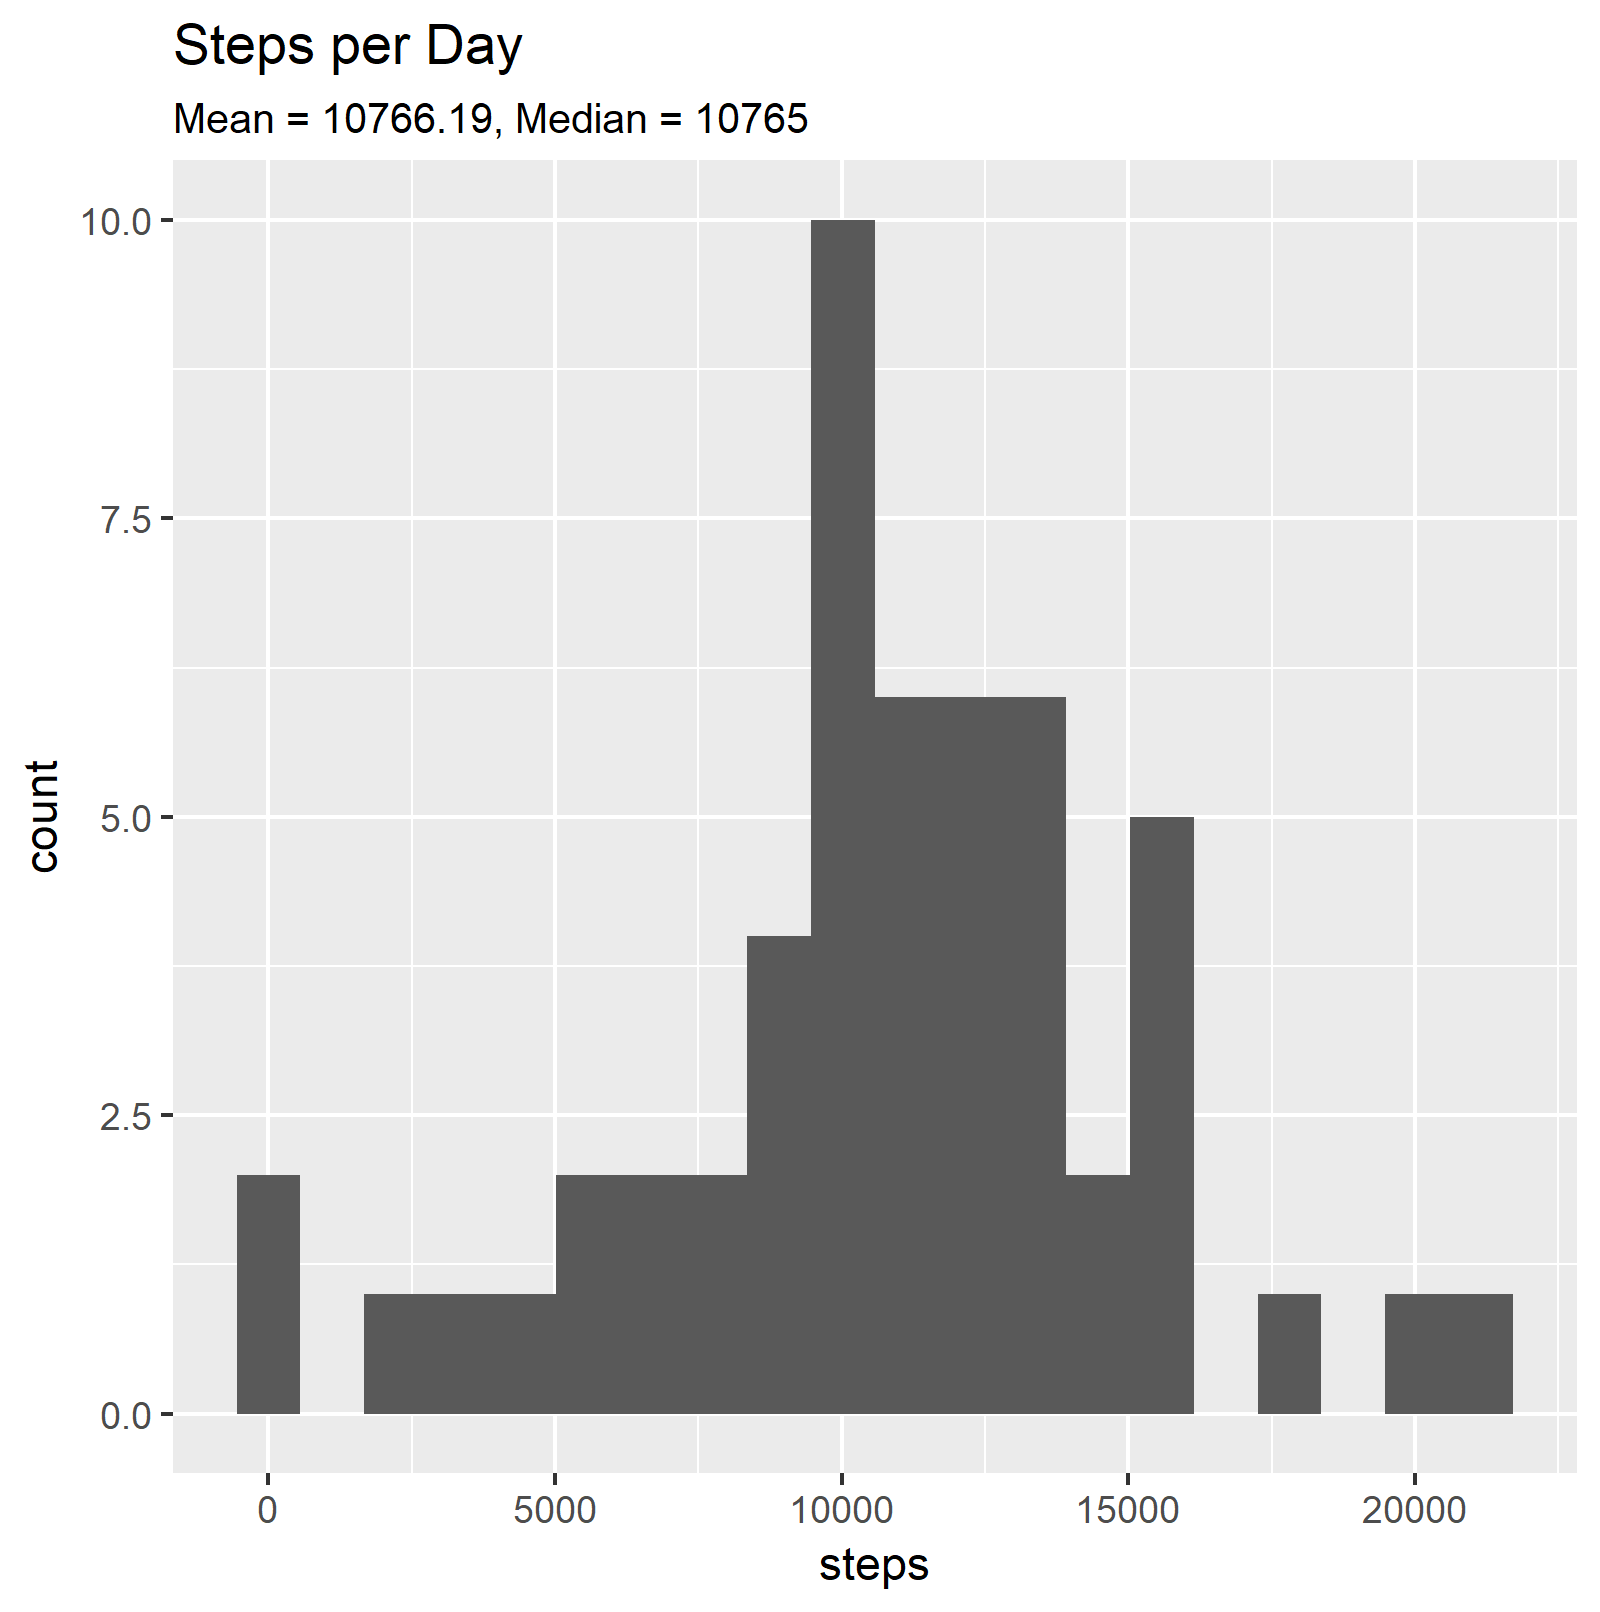 Steps per Day
Mean = 10766.19, Median = 10765
10.0
7.5
5.0
2.5
0.0
count
0 5000 10000 15000 20000
steps